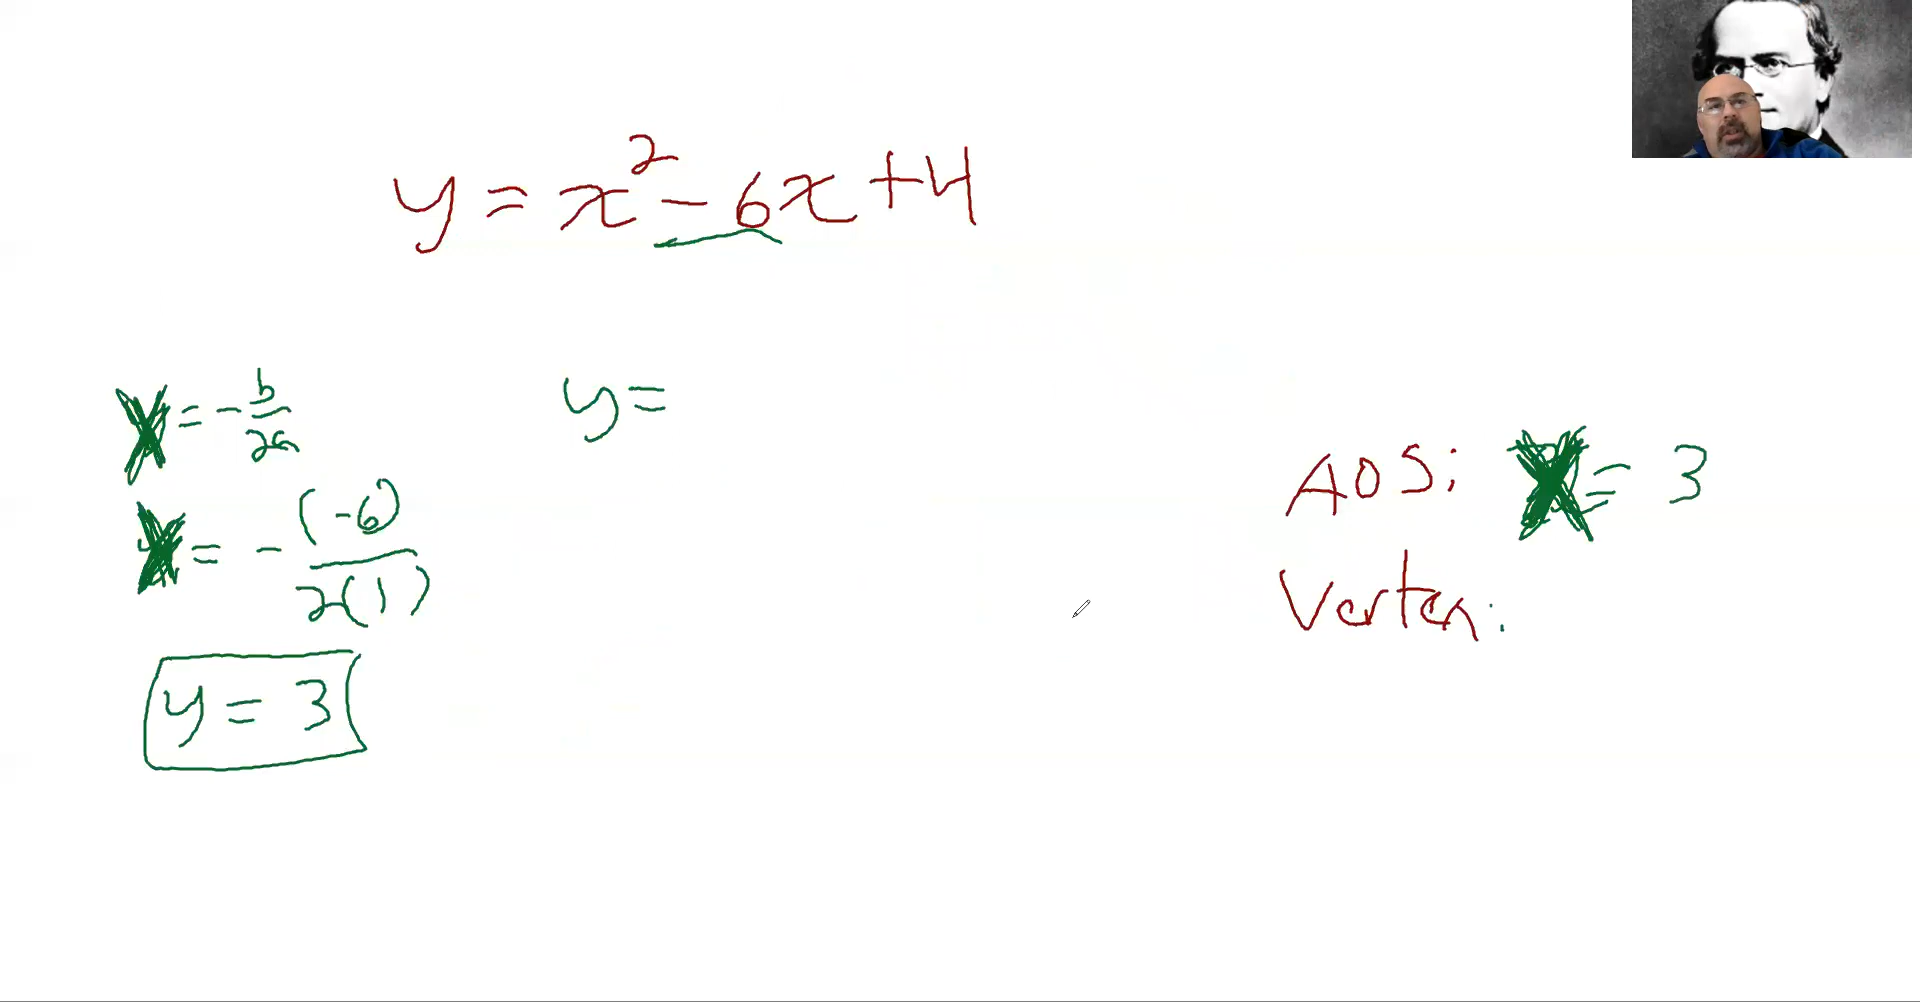 y = x² - 6x + 4
x = - b/2a
x = - (-6)/2(1)
y = 3
y =
AOS: x = 3
Vertex: